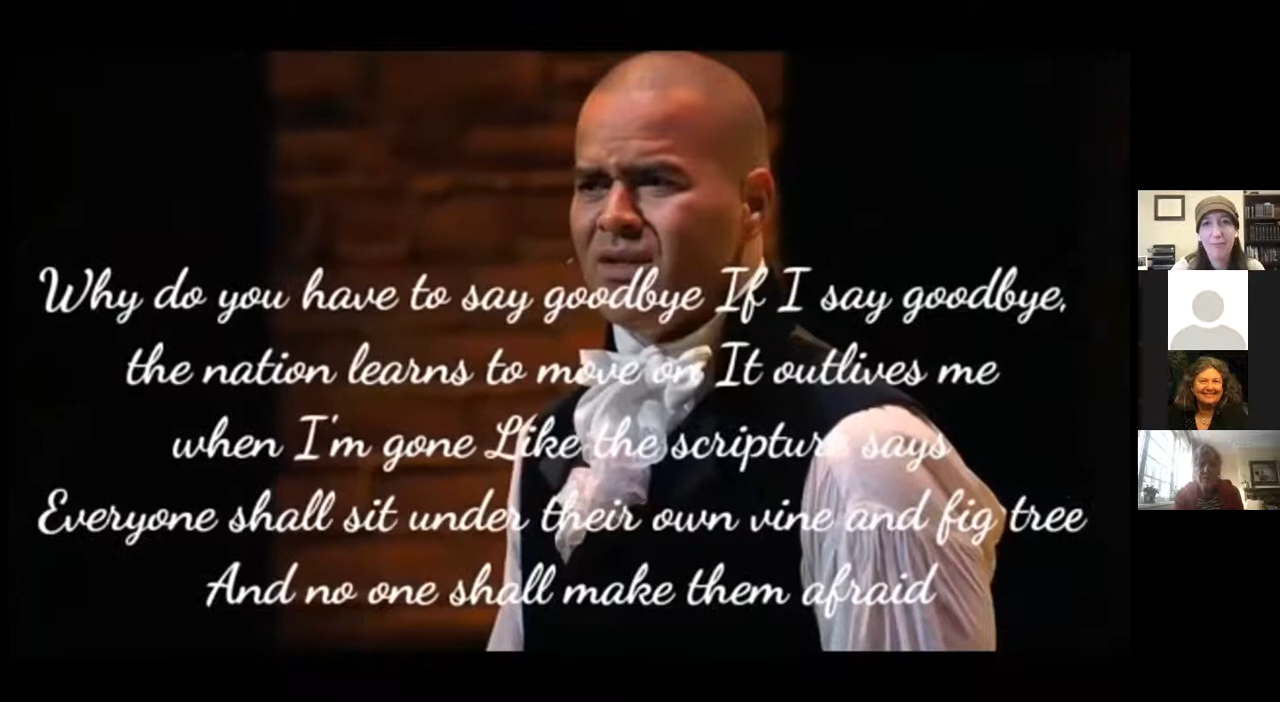 Why do you have to say goodbye If I say goodbye,
the nation learns to move on It outlives me
when I'm gone Like the scripture says
Everyone shall sit under their own vine and fig tree
And no one shall make them afraid